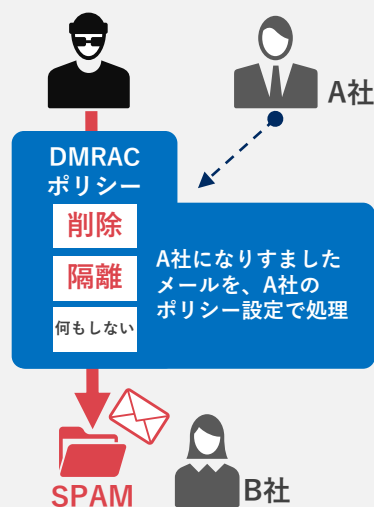 A社
DMRAC
ポリシー
削除
隔離
何もしない
A社になりすました
メールを、A社の
ポリシー設定で処理
SPAM
B社